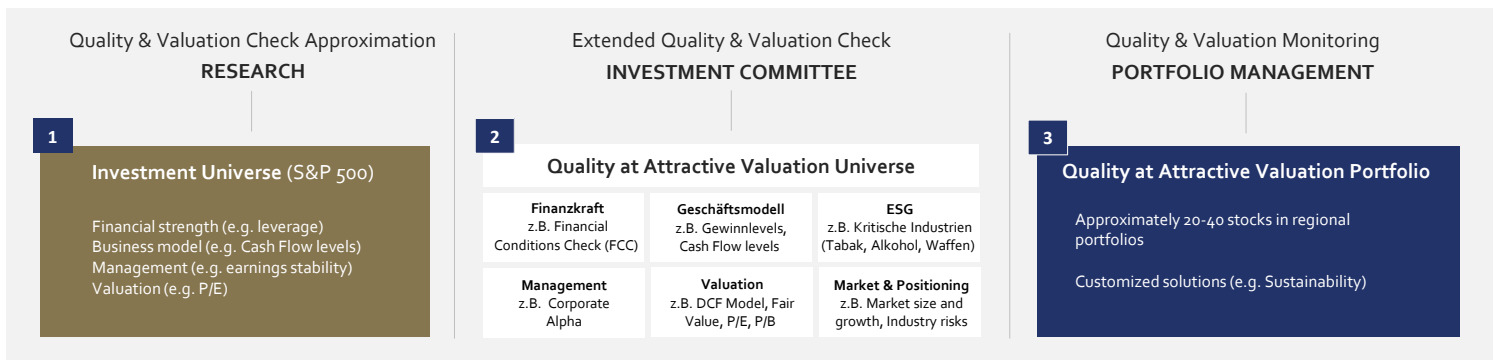 Quality & Valuation Check Approximation
RESEARCH
1
Investment Universe (S&P 500)
Financial strength (e.g. leverage)
Business model (e.g. Cash Flow levels)
Management (e.g. earnings stability)
Valuation (e.g. P/E)
Extended Quality & Valuation Check
INVESTMENT COMMITTEE
2
Quality at Attractive Valuation Universe
Finanzkraft
z.B. Financial
Conditions Check (FCC)
Geschäftsmodell
z.B. Gewinnlevels,
Cash Flow levels
ESG
z.B. Kritische Industrien
(Tabak, Alkohol, Waffen)
Management
z.B. Corporate
Alpha
Valuation
z.B. DCF Model, Fair
Value, P/E, P/B
Market & Positioning
z.B. Market size and
growth, Industry risks
Quality & Valuation Monitoring
PORTFOLIO MANAGEMENT
3
Quality at Attractive Valuation Portfolio
Approximately 20-40 stocks in regional
portfolios
Customized solutions (e.g. Sustainability)